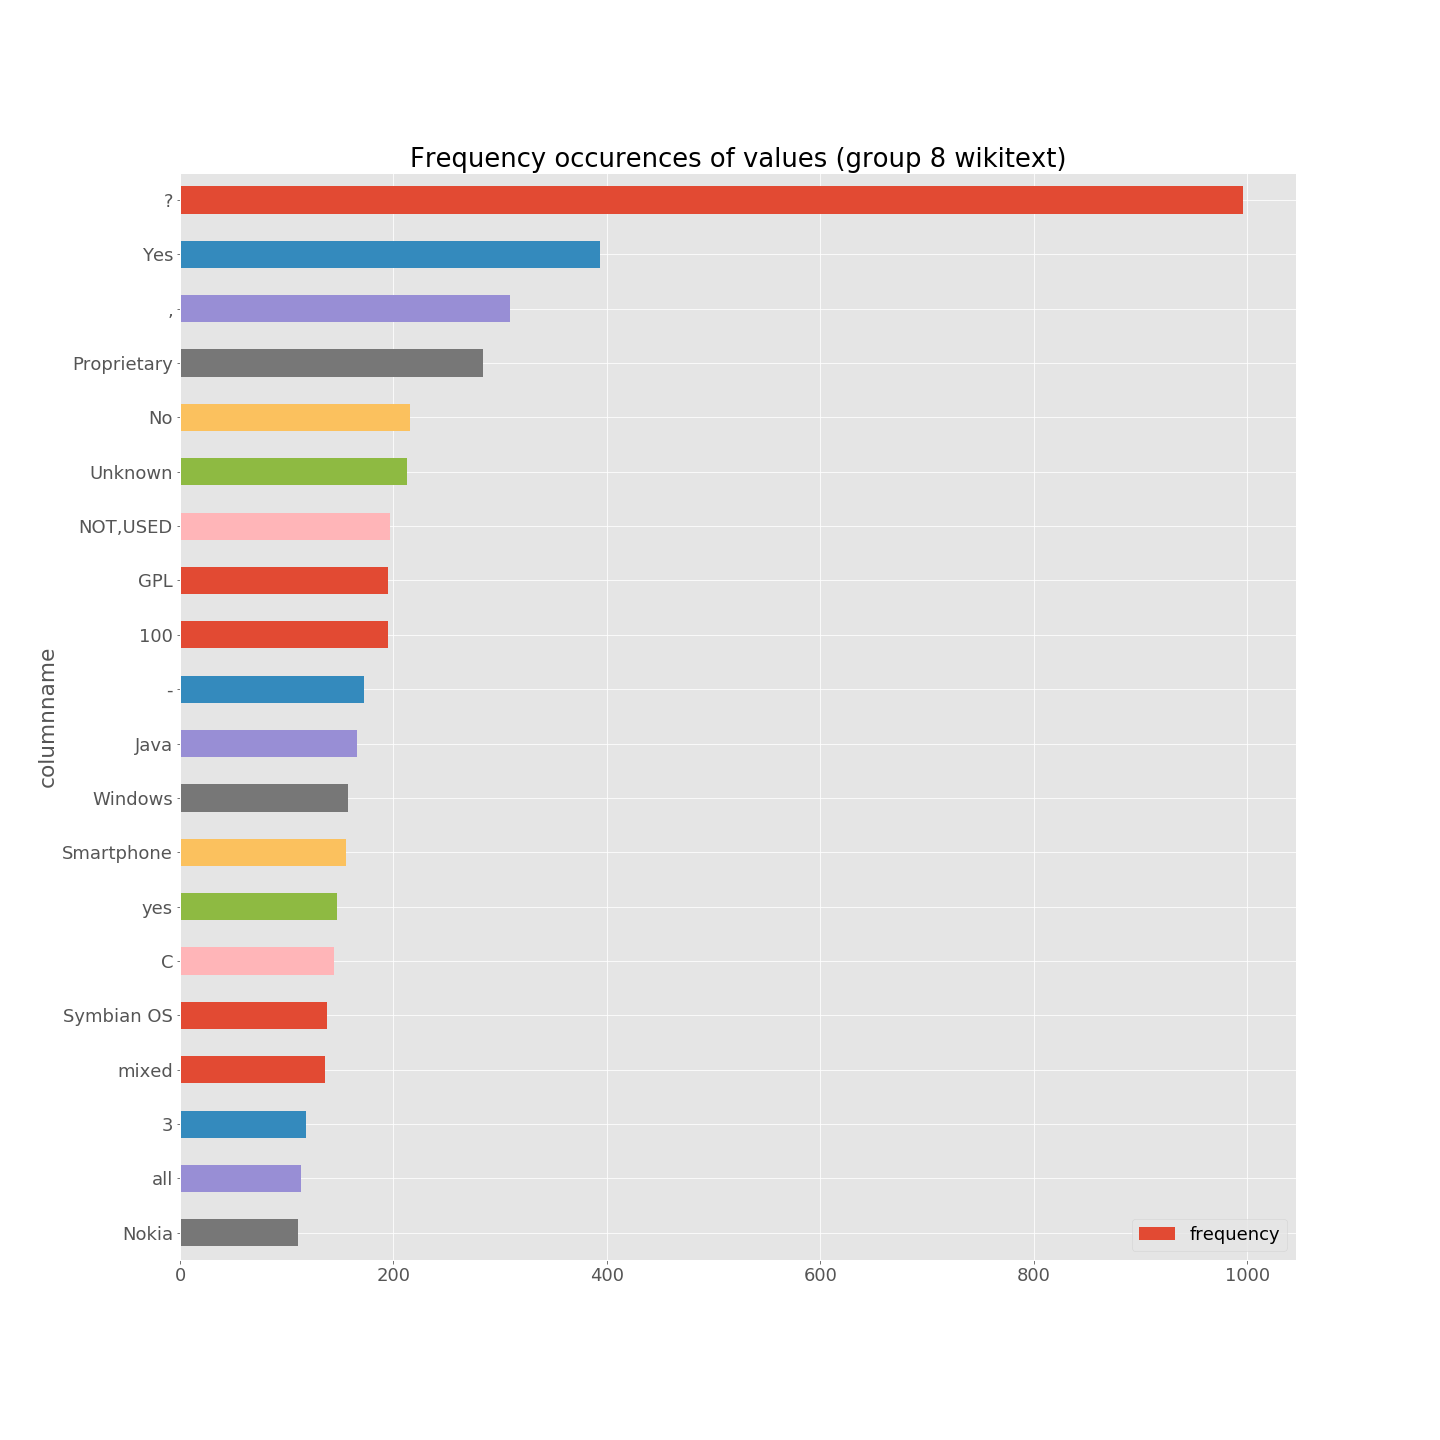 Frequency occurences of values (group 8 wikitext)
?
Yes
,
Proprietary
No
Unknown
NOT,USED
GPL
100
-
Java
Windows
Smartphone
yes
C
Symbian OS
mixed
3
all
Nokia
columnname
frequency
0 200 400 600 800 1000